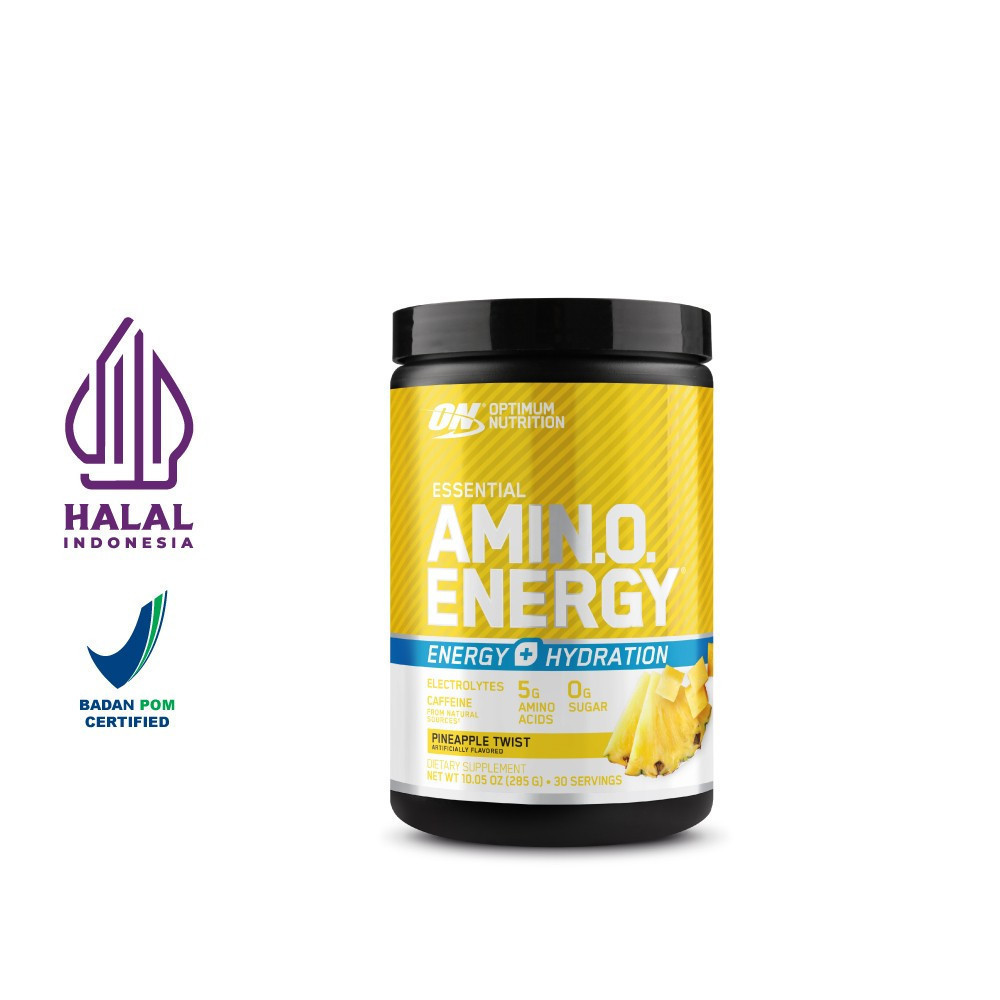 HALAL
INDONESIA
BADAN POM
CERTIFIED
ON OPTIMUM
NUTRITION
ESSENTIAL
AMIN.O.
ENERGY
ENERGY + HYDRATION
ELECTROLYTES
CAFFEINE
FROM NATURAL
SOURCES*
5G
AMINO
ACIDS
0G
SUGAR
PINEAPPLE TWIST
ARTIFICIALLY FLAVORED
DIETARY SUPPLEMENT
NET WT 10.05 OZ (285 G) • 30 SERVINGS